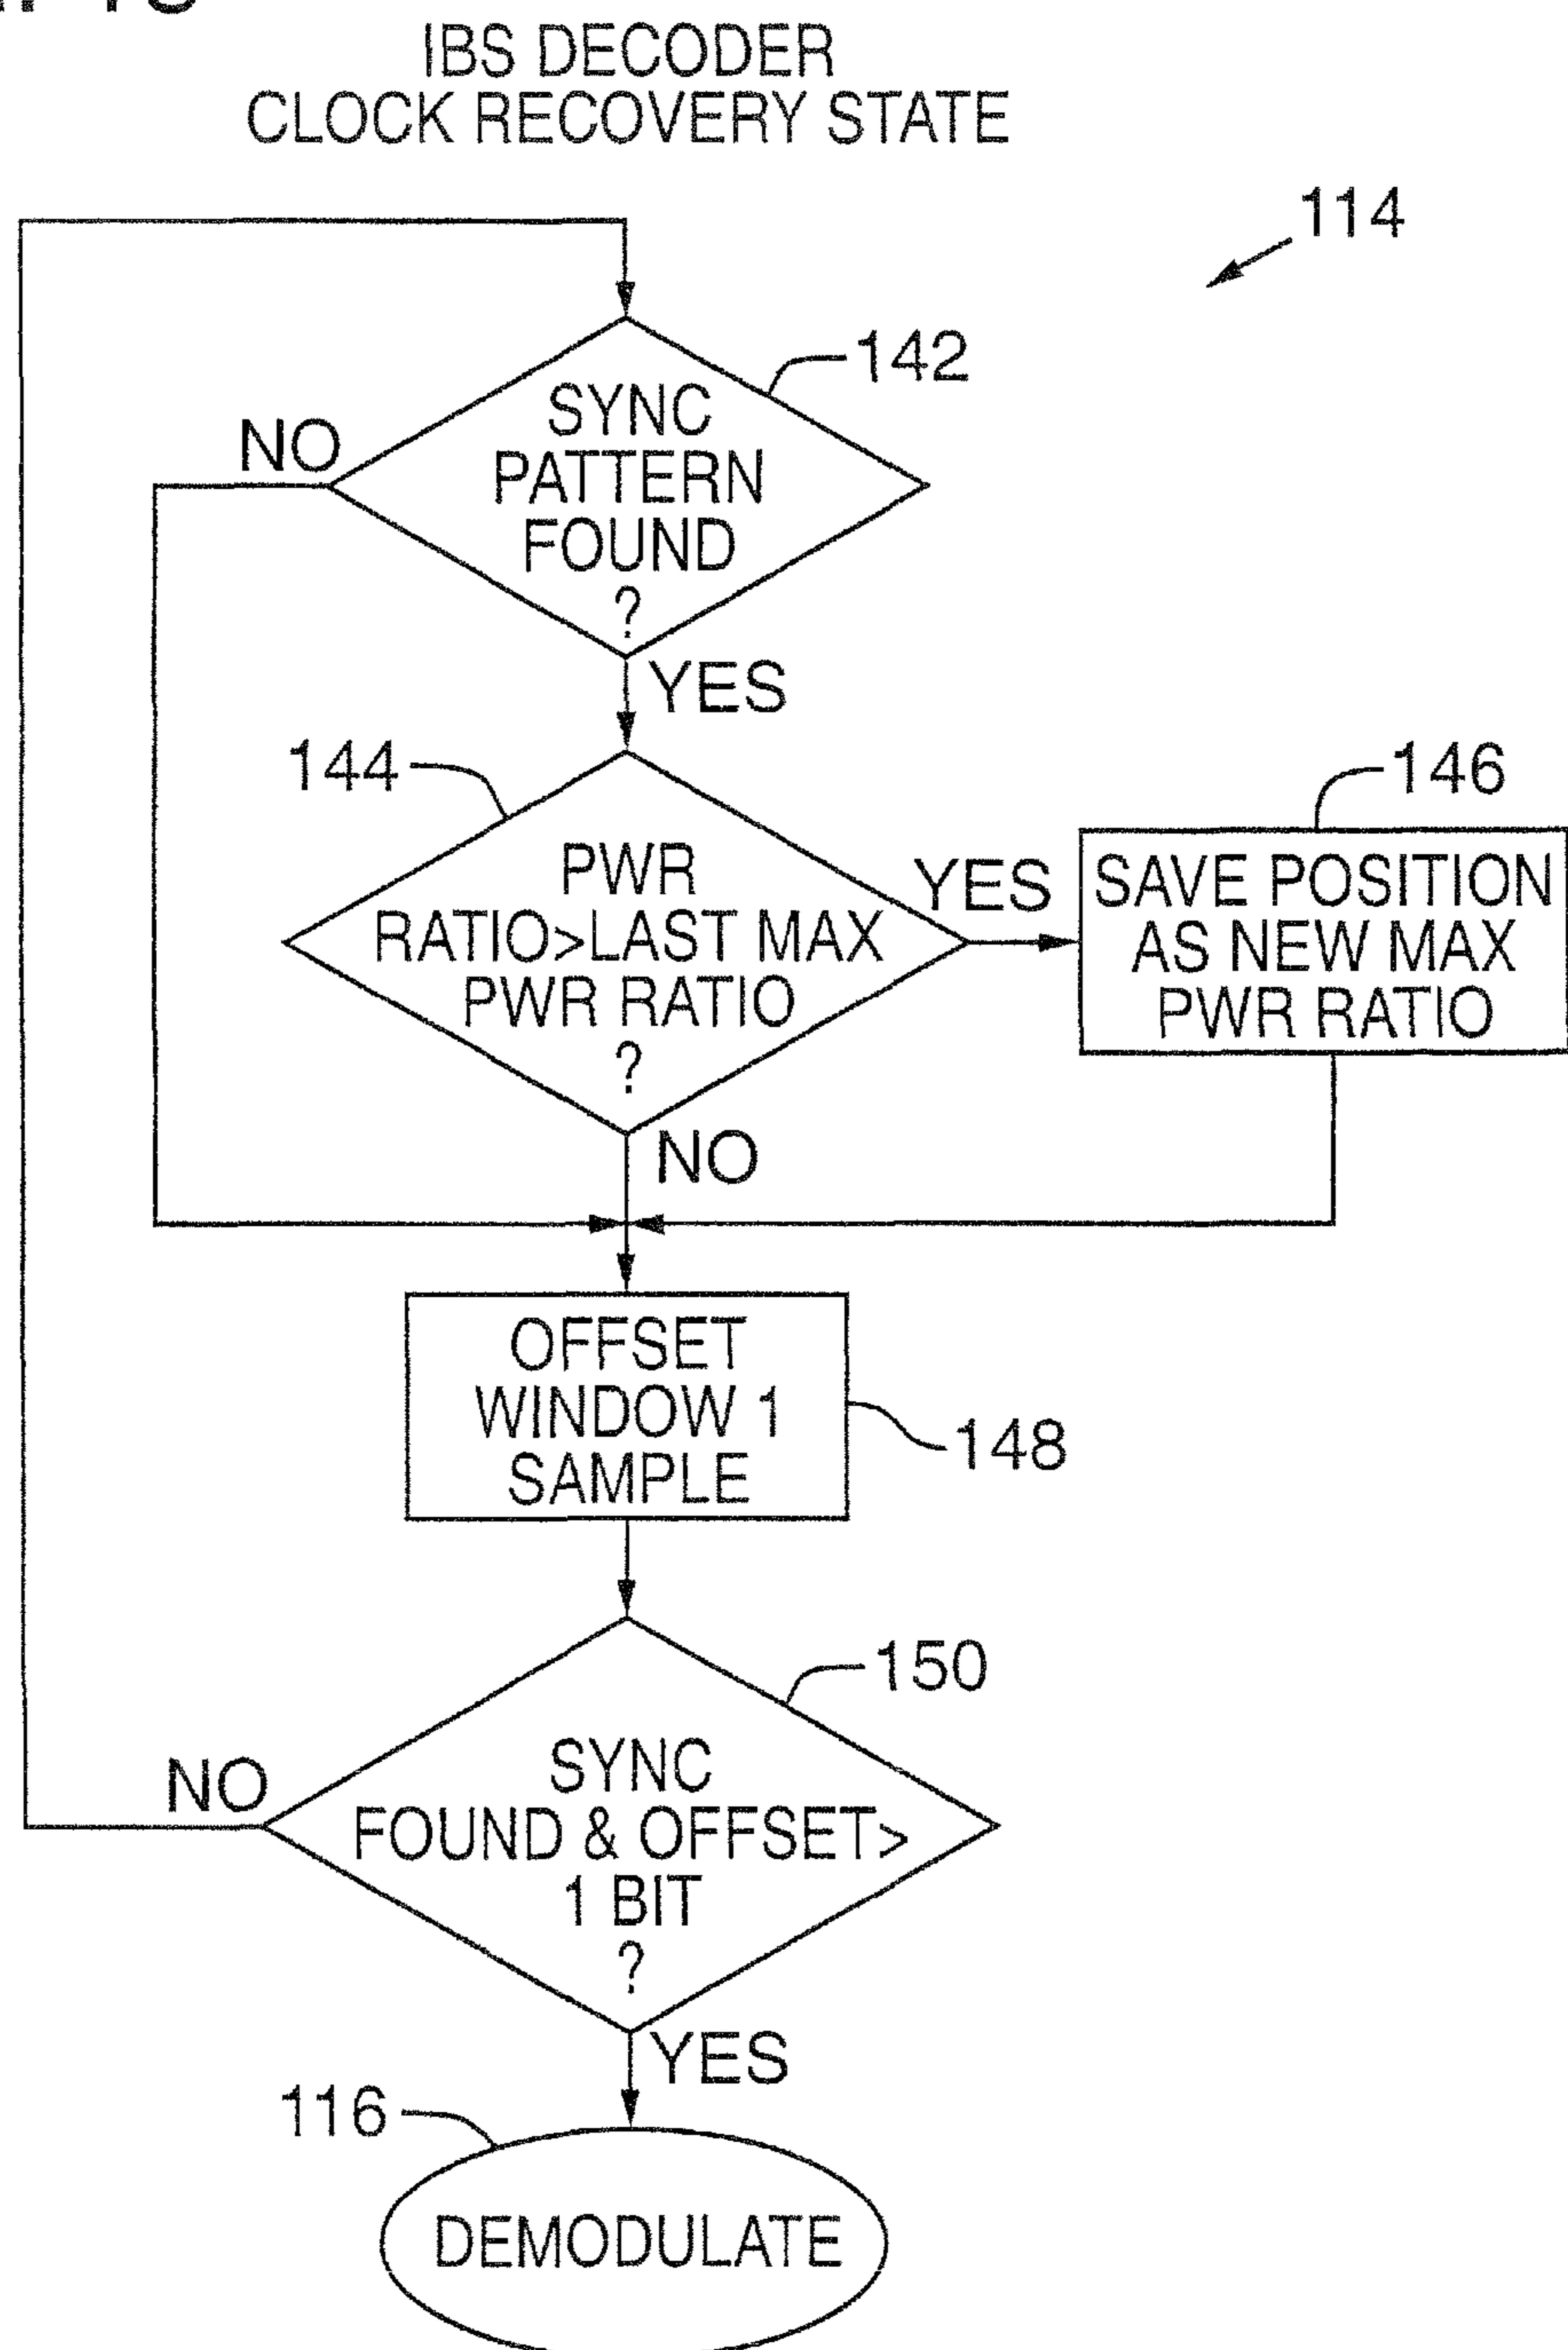 IBS DECODER
CLOCK RECOVERY STATE
114
142
SYNC
PATTERN
FOUND
?
NO
YES
144
PWR
RATIO>LAST MAX
PWR RATIO
?
YES
146
SAVE POSITION
AS NEW MAX
PWR RATIO
NO
OFFSET
WINDOW 1
SAMPLE
148
150
SYNC
FOUND & OFFSET>
1 BIT
?
NO
YES
116
DEMODULATE